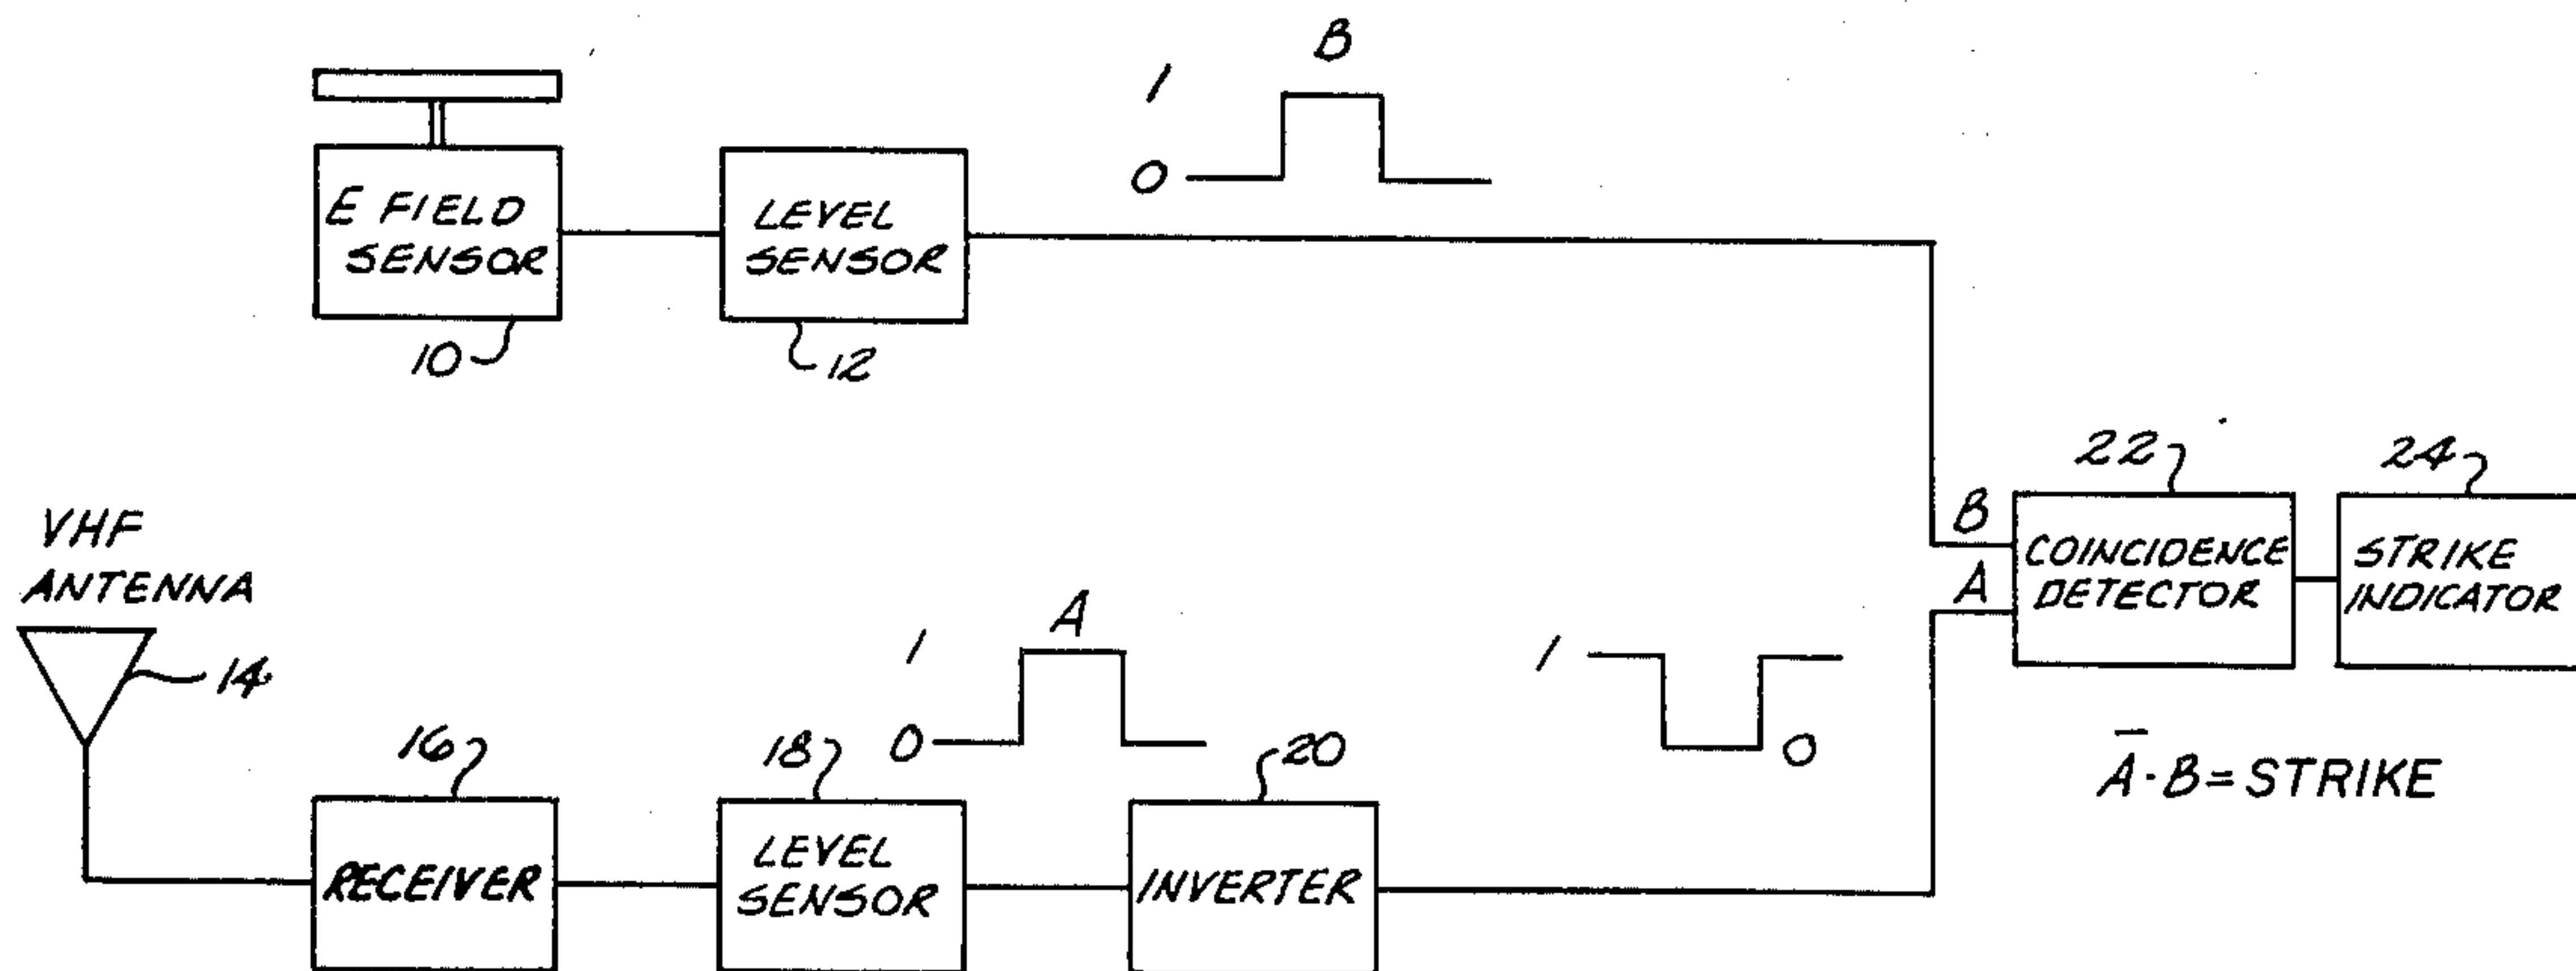 B
1
0
E FIELD
SENSOR
10
LEVEL
SENSOR
12
VHF
ANTENNA
14
RECEIVER
16
LEVEL
SENSOR
18
A
1
0
INVERTER
20
1
0
B
A
COINCIDENCE
DETECTOR
22
STRIKE
INDICATOR
24
A̅·B=STRIKE